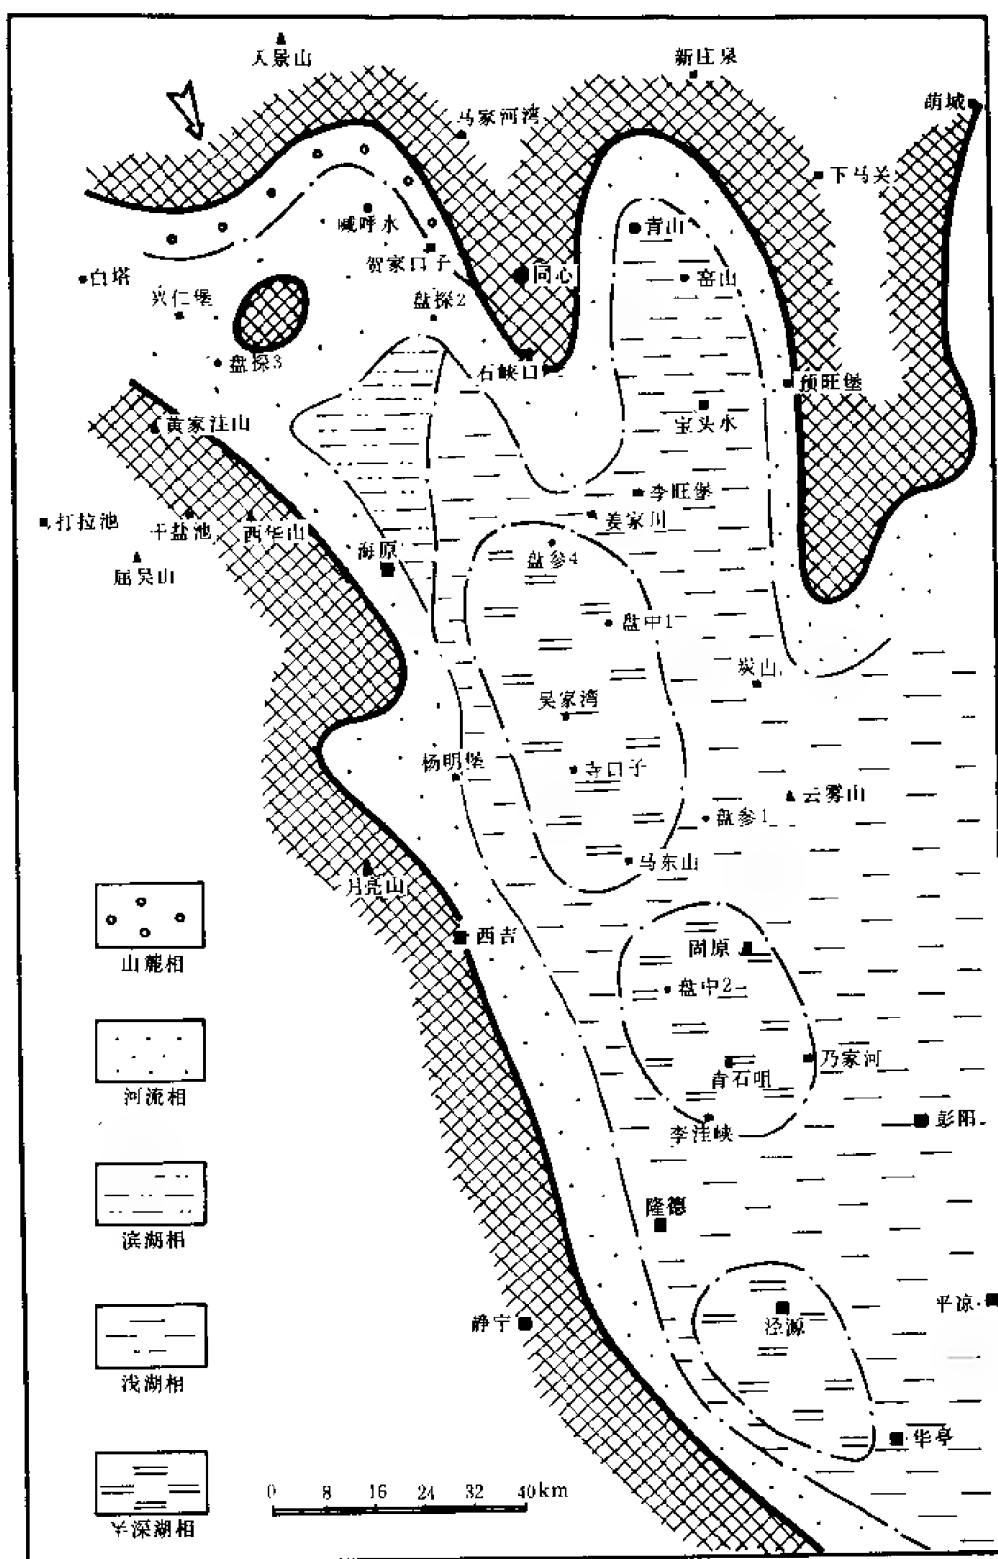 天景山
新庄泉
萌城
马家河湾
下马关
喊呼水
青山
贺家口子
同心
窑山
白塔
兴仁堡
盘探2
盘探3
石峡口
预旺堡
黄家洼山
宝头水
李旺堡
姜家川
打拉池
干盐池
西华山
海原
盘参4
屈吴山
盘中1
炭山
吴家湾
杨明堡
寺口子
云雾山
盘参1
马东山
月亮山
西吉
固原
盘中2
山麓相
乃家河
青石咀
彭阳
李洼峡
河流相
隆德
滨湖相
平凉
静宁
泾源
浅湖相
华亭
0 8 16 24 32 40km
半深湖相